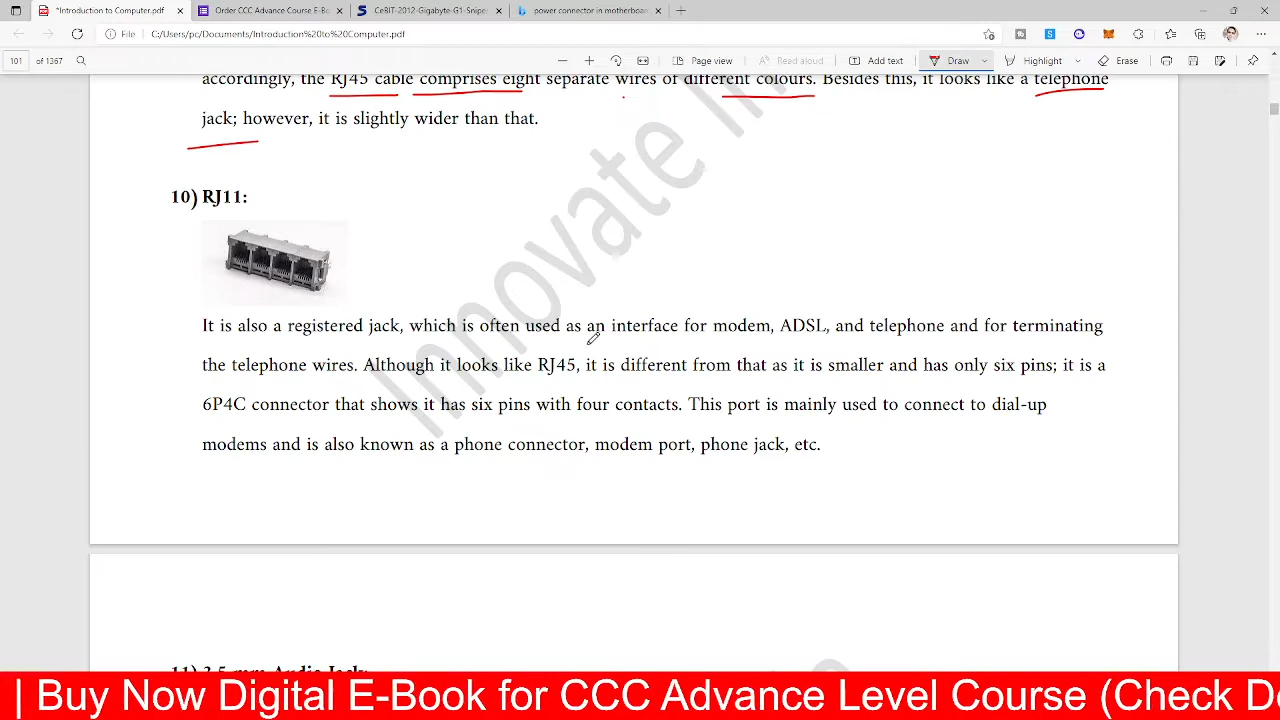 *Introduction to Computer.pdf
Order CCC Advance Course E-Bo
CeBIT-2012-Gigabyte-G1-Sniper
power connector in motherboard
File
C:/Users/pc/Documents/Introduction%20to%20Computer.pdf
101 of 1367
Page view
Read aloud
Add text
Draw
Highlight
Erase
accordingly, the RJ45 cable comprises eight separate wires of different colours. Besides this, it looks like a telephone
jack; however, it is slightly wider than that.
10) RJ11:
It is also a registered jack, which is often used as an interface for modem, ADSL, and telephone and for terminating
the telephone wires. Although it looks like RJ45, it is different from that as it is smaller and has only six pins; it is a
6P4C connector that shows it has six pins with four contacts. This port is mainly used to connect to dial-up
modems and is also known as a phone connector, modem port, phone jack, etc.
Innovate In
11) 3.5-mm Audio Jack:
| Buy Now Digital E-Book for CCC Advance Level Course (Check De